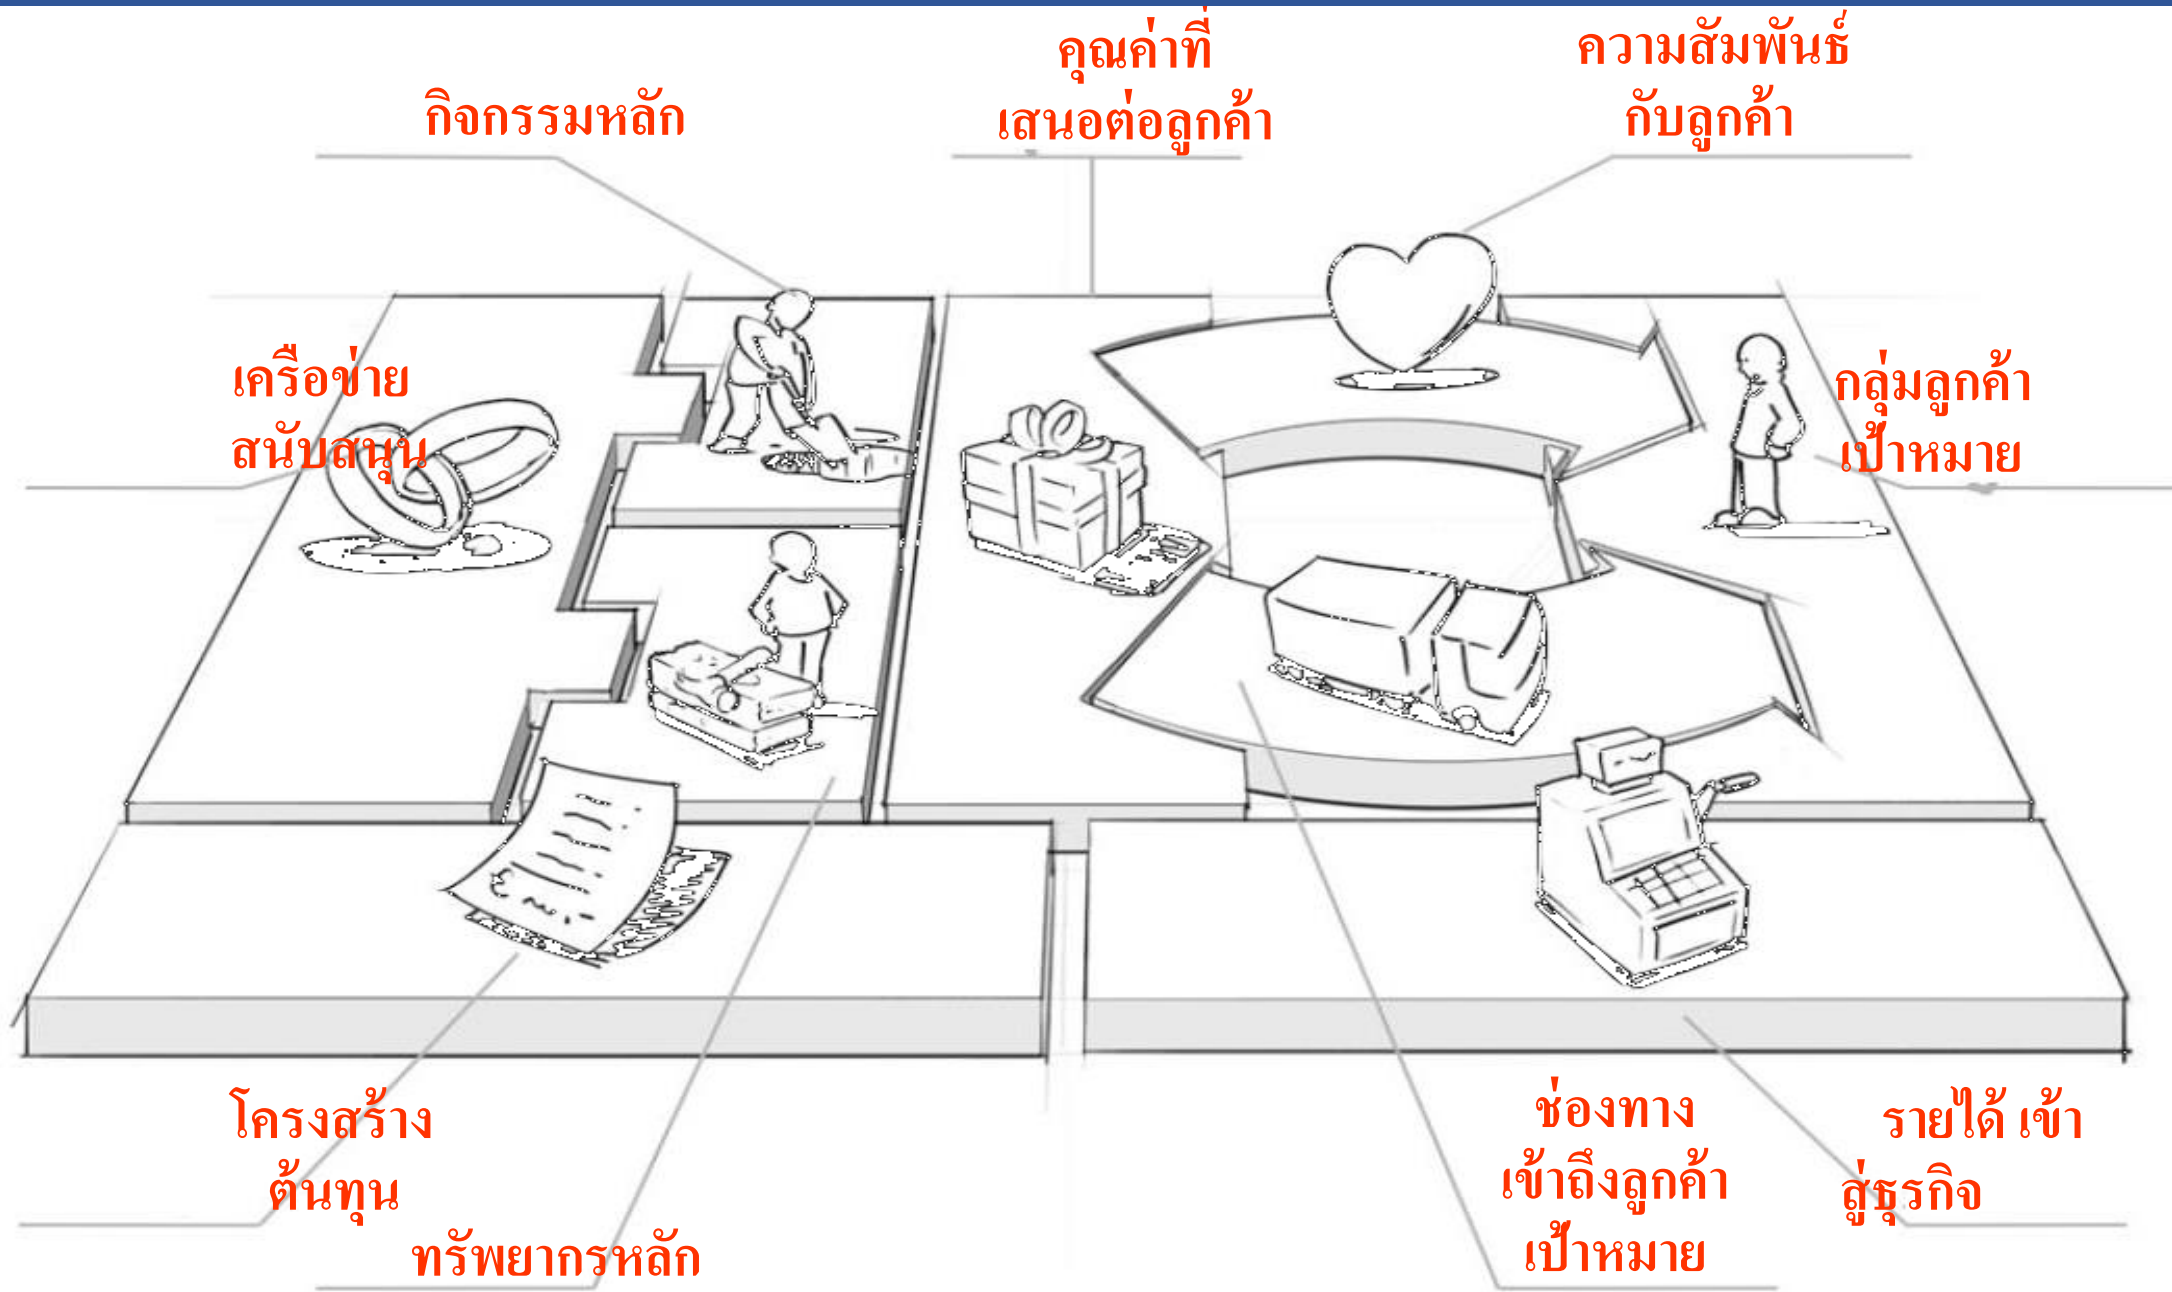 คุณค่าที่
เสนอต่อลูกค้า
ความสัมพันธ์
กับลูกค้า
กิจกรรมหลัก
เครือข่าย
สนับสนุน
กลุ่มลูกค้า
เป้าหมาย
โครงสร้าง
ต้นทุน
ทรัพยากรหลัก
ช่องทาง
เข้าถึงลูกค้า
เป้าหมาย
รายได้ เข้า
สู่ธุรกิจ